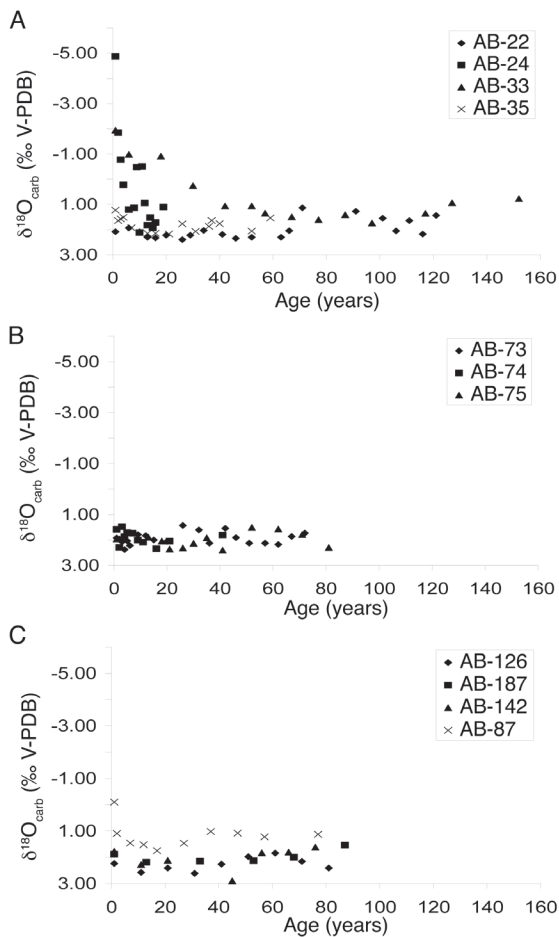 A
-5.00
-3.00
-1.00
1.00
3.00
δ¹⁸Ocarb (‰ V-PDB)
AB-22
AB-24
AB-33
AB-35
0 20 40 60 80 100 120 140 160
Age (years)
B
-5.00
-3.00
-1.00
1.00
3.00
δ¹⁸Ocarb (‰ V-PDB)
AB-73
AB-74
AB-75
0 20 40 60 80 100 120 140 160
Age (years)
C
-5.00
-3.00
-1.00
1.00
3.00
δ¹⁸Ocarb (‰ V-PDB)
AB-126
AB-187
AB-142
AB-87
0 20 40 60 80 100 120 140 160
Age (years)